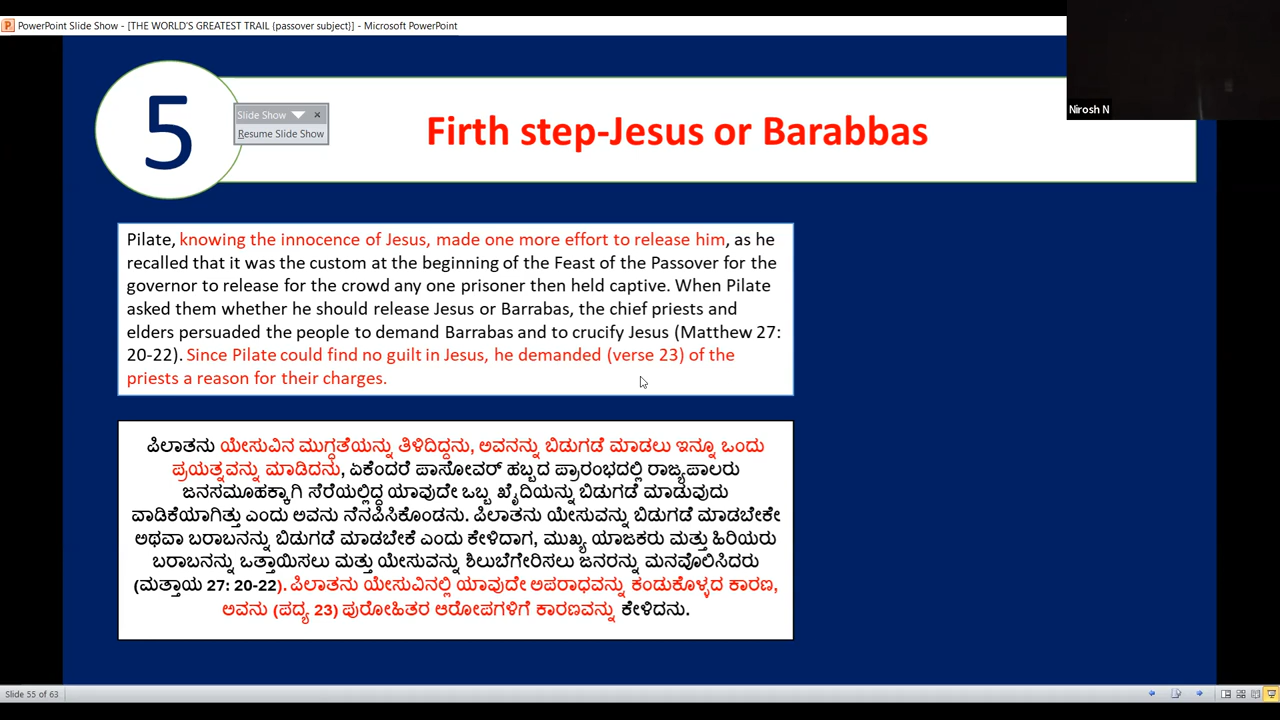 PowerPoint Slide Show - [THE WORLD'S GREATEST TRAIL (passover subject}] - Microsoft PowerPoint
Nirosh N
5
Slide Show
Resume Slide Show
Firth step-Jesus or Barabbas
Pilate, knowing the innocence of Jesus, made one more effort to release him, as he
recalled that it was the custom at the beginning of the Feast of the Passover for the
governor to release for the crowd any one prisoner then held captive. When Pilate
asked them whether he should release Jesus or Barrabas, the chief priests and
elders persuaded the people to demand Barrabas and to crucify Jesus (Matthew 27:
20-22). Since Pilate could find no guilt in Jesus, he demanded (verse 23) of the
priests a reason for their charges.
ಪಿಲಾತನು ಯೇಸುವಿನ ಮುಗ್ಧತೆಯನ್ನು ತಿಳಿದಿದ್ದನು, ಅವನನ್ನು ಬಿಡುಗಡೆ ಮಾಡಲು ಇನ್ನೂ ಒಂದು
ಪ್ರಯತ್ನವನ್ನು ಮಾಡಿದನು, ಏಕೆಂದರೆ ಪಾಸೋವರ್ ಹಬ್ಬದ ಪ್ರಾರಂಭದಲ್ಲಿ ರಾಜ್ಯಪಾಲರು
ಜನಸಮೂಹಕ್ಕಾಗಿ ಸೆರೆಯಲ್ಲಿದ್ದ ಯಾವುದೇ ಒಬ್ಬ ಖೈದಿಯನ್ನು ಬಿಡುಗಡೆ ಮಾಡುವುದು
ವಾಡಿಕೆಯಾಗಿತ್ತು ಎಂದು ಅವನು ನೆನಪಿಸಿಕೊಂಡನು. ಪಿಲಾತನು ಯೇಸುವನ್ನು ಬಿಡುಗಡೆ ಮಾಡಬೇಕೇ
ಅಥವಾ ಬರಾಬನನ್ನು ಬಿಡುಗಡೆ ಮಾಡಬೇಕೆ ಎಂದು ಕೇಳಿದಾಗ, ಮುಖ್ಯ ಯಾಜಕರು ಮತ್ತು ಹಿರಿಯರು
ಬರಾಬನನ್ನು ಒತ್ತಾಯಿಸಲು ಮತ್ತು ಯೇಸುವನ್ನು ಶಿಲುಬೆಗೇರಿಸಲು ಜನರನ್ನು ಮನವೊಲಿಸಿದರು
(ಮತ್ತಾಯ 27: 20-22). ಪಿಲಾತನು ಯೇಸುವಿನಲ್ಲಿ ಯಾವುದೇ ಅಪರಾಧವನ್ನು ಕಂಡುಕೊಳ್ಳದ ಕಾರಣ,
ಅವನು (ಪದ್ಯ 23) ಪುರೋಹಿತರ ಆರೋಪಗಳಿಗೆ ಕಾರಣವನ್ನು ಕೇಳಿದನು.
Slide 55 of 63